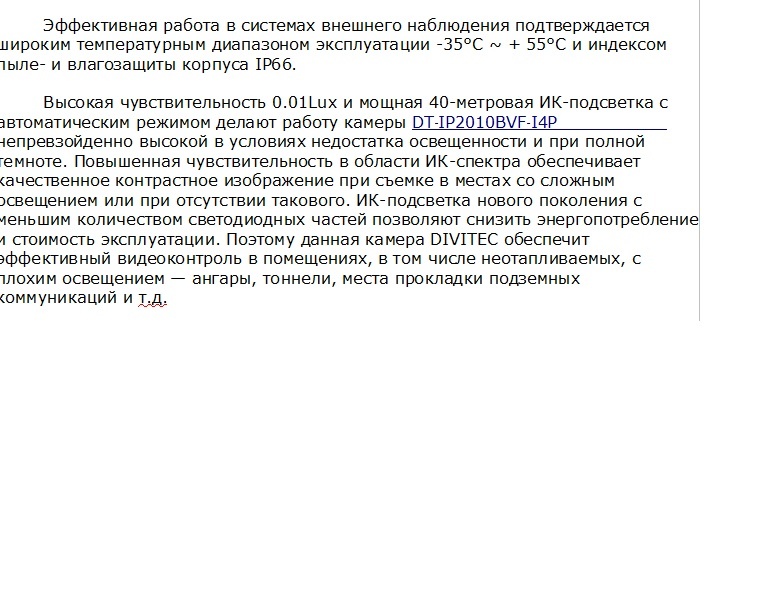 Эффективная работа в системах внешнего наблюдения подтверждается
широким температурным диапазоном эксплуатации -35°C ~ + 55°C и индексом
пыле- и влагозащиты корпуса IP66.
Высокая чувствительность 0.01Lux и мощная 40-метровая ИК-подсветка с
автоматическим режимом делают работу камеры DT-IP2010BVF-I4P
непревзойденно высокой в условиях недостатка освещенности и при полной
темноте. Повышенная чувствительность в области ИК-спектра обеспечивает
качественное контрастное изображение при съемке в местах со сложным
освещением или при отсутствии такового. ИК-подсветка нового поколения с
меньшим количеством светодиодных частей позволяют снизить энергопотребление
и стоимость эксплуатации. Поэтому данная камера DIVITEC обеспечит
эффективный видеоконтроль в помещениях, в том числе неотапливаемых, с
плохим освещением — ангары, тоннели, места прокладки подземных
коммуникаций и т.д.